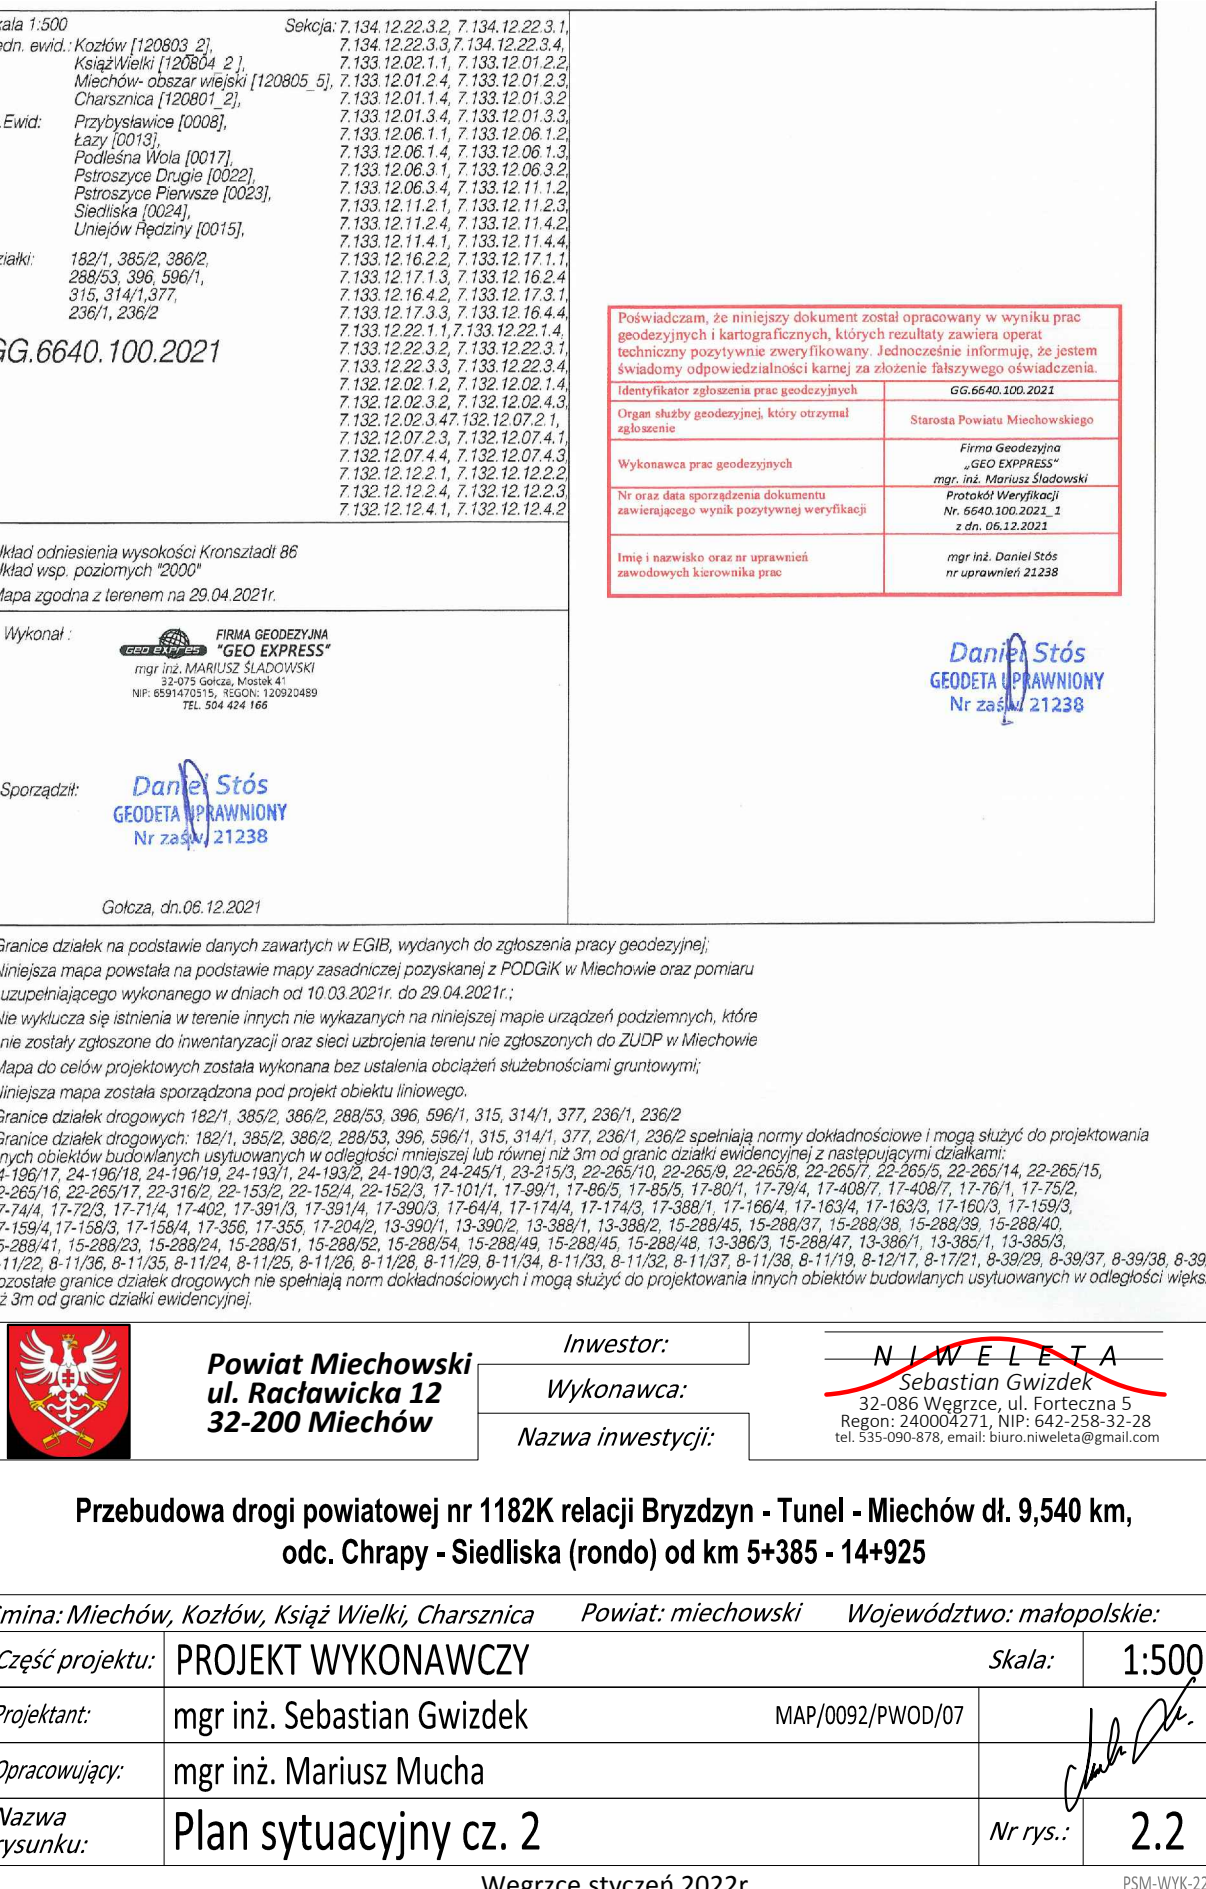 Skala 1:500
Jedn. ewid.: Kozłów [120803_2],
Książ Wielki [120804_2 ],
Miechów- obszar wiejski [120805_5],
Charsznica [120801_2],
.Ewid: Przybysławice [0008],
Łazy [0013],
Podleśna Wola [0017],
Pstroszyce Drugie [0022],
Pstroszyce Pierwsze [0023],
Siedliska [0024],
Uniejów Rędziny [0015],
działki: 182/1, 385/2, 386/2,
288/53, 396, 596/1,
315, 314/1,377,
236/1, 236/2
GG.6640.100.2021
Sekcja: 7.134.12.22.3.2, 7.134.12.22.3.1,
7.134.12.22.3.3,7.134.12.22.3.4,
7.133.12.02.1.1, 7.133.12.01.2.2,
7.133.12.01.2.4, 7.133.12.01.2.3,
7.133.12.01.1.4, 7.133.12.01.3.2
7.133.12.01.3.4, 7.133.12.01.3.3,
7.133.12.06.1.1, 7.133.12.06.1.2,
7.133.12.06.1.4, 7.133.12.06.1.3,
7.133.12.06.3.1, 7.133.12.06.3.2,
7.133.12.06.3.4, 7.133.12.11.1.2,
7.133.12.11.2.1, 7.133.12.11.2.3,
7.133.12.11.2.4, 7.133.12.11.4.2,
7.133.12.11.4.1, 7.133.12.11.4.4,
7.133.12.16.2.2, 7.133.12.17.1.1,
7.133.12.17.1.3, 7.133.12.16.2.4
7.133.12.16.4.2, 7.133.12.17.3.1,
7.133.12.17.3.3, 7.133.12.16.4.4,
7.133.12.22.1.1,7.133.12.22.1.4,
7.133.12.22.3.2, 7.133.12.22.3.1,
7.133.12.22.3.3, 7.133.12.22.3.4,
7.132.12.02.1.2, 7.132.12.02.1.4,
7.132.12.02.3.2, 7.132.12.02.4.3,
7.132.12.02.3.47.132.12.07.2.1,
7.132.12.07.2.3, 7.132.12.07.4.1,
7.132.12.07.4.4, 7.132.12.07.4.3,
7.132.12.12.2.1, 7.132.12.12.2.2,
7.132.12.12.2.4, 7.132.12.12.2.3,
7.132.12.12.4.1, 7.132.12.12.4.2
Układ odniesienia wysokości Kronsztadt 86
Układ wsp. poziomych "2000"
Mapa zgodna z terenem na 29.04.2021r.
Wykonał :
GEO EXPRES
FIRMA GEODEZYJNA
"GEO EXPRESS"
mgr inż. MARIUSZ ŚLADOWSKI
32-075 Gołcza, Mostek 41
NIP: 6591470515, REGON: 120920489
TEL. 504 424 166
Sporządził:
Daniel Stós
GEODETA UPRAWNIONY
Nr zaśw. 21238
Gołcza, dn.06.12.2021
Poświadczam, że niniejszy dokument został opracowany w wyniku prac
geodezyjnych i kartograficznych, których rezultaty zawiera operat
techniczny pozytywnie zweryfikowany. Jednocześnie informuję, że jestem
świadomy odpowiedzialności karnej za złożenie fałszywego oświadczenia.
Identyfikator zgłoszenia prac geodezyjnych GG.6640.100.2021
Organ służby geodezyjnej, który otrzymał
zgłoszenie
Starosta Powiatu Miechowskiego
Wykonawca prac geodezyjnych
Firma Geodezyjna
„GEO EXPPRESS"
mgr. inż. Mariusz Śladowski
Nr oraz data sporządzenia dokumentu
zawierającego wynik pozytywnej weryfikacji
Protokół Weryfikacji
Nr. 6640.100.2021_1
z dn. 06.12.2021
Imię i nazwisko oraz nr uprawnień
zawodowych kierownika prac
mgr inż. Daniel Stós
nr uprawnień 21238
Daniel Stós
GEODETA UPRAWNIONY
Nr zaśw. 21238
Granice działek na podstawie danych zawartych w EGIB, wydanych do zgłoszenia pracy geodezyjnej;
Niniejsza mapa powstała na podstawie mapy zasadniczej pozyskanej z PODGiK w Miechowie oraz pomiaru
uzupełniającego wykonanego w dniach od 10.03.2021r. do 29.04.2021r.;
Nie wyklucza się istnienia w terenie innych nie wykazanych na niniejszej mapie urządzeń podziemnych, które
nie zostały zgłoszone do inwentaryzacji oraz sieci uzbrojenia terenu nie zgłoszonych do ZUDP w Miechowie
Mapa do celów projektowych została wykonana bez ustalenia obciążeń służebnościami gruntowymi;
Niniejsza mapa została sporządzona pod projekt obiektu liniowego.
Granice działek drogowych 182/1, 385/2, 386/2, 288/53, 396, 596/1, 315, 314/1, 377, 236/1, 236/2
Granice działek drogowych: 182/1, 385/2, 386/2, 288/53, 396, 596/1, 315, 314/1, 377, 236/1, 236/2 spełniają normy dokładnościowe i mogą służyć do projektowania
innych obiektów budowlanych usytuowanych w odległości mniejszej lub równej niż 3m od granic działki ewidencyjnej z następującymi działkami:
24-196/17, 24-196/18, 24-196/19, 24-193/1, 24-193/2, 24-190/3, 24-245/1, 23-215/3, 22-265/10, 22-265/9, 22-265/8, 22-265/7, 22-265/5, 22-265/14, 22-265/15,
22-265/16, 22-265/17, 22-316/2, 22-153/2, 22-152/4, 22-152/3, 17-101/1, 17-99/1, 17-86/5, 17-85/5, 17-80/1, 17-79/4, 17-408/7, 17-408/7, 17-76/1, 17-75/2,
17-74/4, 17-72/3, 17-71/4, 17-402, 17-391/3, 17-391/4, 17-390/3, 17-64/4, 17-174/4, 17-174/3, 17-388/1, 17-166/4, 17-163/4, 17-163/3, 17-160/3, 17-159/3,
17-159/4,17-158/3, 17-158/4, 17-356, 17-355, 17-204/2, 13-390/1, 13-390/2, 13-388/1, 13-388/2, 15-288/45, 15-288/37, 15-288/38, 15-288/39, 15-288/40,
15-288/41, 15-288/23, 15-288/24, 15-288/51, 15-288/52, 15-288/54, 15-288/49, 15-288/45, 15-288/48, 13-386/3, 15-288/47, 13-386/1, 13-385/1, 13-385/3,
8-11/22, 8-11/36, 8-11/35, 8-11/24, 8-11/25, 8-11/26, 8-11/28, 8-11/29, 8-11/34, 8-11/33, 8-11/32, 8-11/37, 8-11/38, 8-11/19, 8-12/17, 8-17/21, 8-39/29, 8-39/37, 8-39/38, 8-39
Pozostałe granice działek drogowych nie spełniają norm dokładnościowych i mogą służyć do projektowania innych obiektów budowlanych usytuowanych w odległości więks
niż 3m od granic działki ewidencyjnej.
Powiat Miechowski
ul. Racławicka 12
32-200 Miechów
Inwestor:
Wykonawca:
Nazwa inwestycji:
NIWELETA
Sebastian Gwizdek
32-086 Węgrzce, ul. Forteczna 5
Regon: 240004271, NIP: 642-258-32-28
tel. 535-090-878, email: biuro.niweleta@gmail.com
Przebudowa drogi powiatowej nr 1182K relacji Bryzdzyn - Tunel - Miechów dł. 9,540 km,
odc. Chrapy - Siedliska (rondo) od km 5+385 - 14+925
Gmina: Miechów, Kozłów, Książ Wielki, Charsznica Powiat: miechowski Województwo: małopolskie:
Część projektu: PROJEKT WYKONAWCZY Skala: 1:500
Projektant: mgr inż. Sebastian Gwizdek MAP/0092/PWOD/07
Opracowujący: mgr inż. Mariusz Mucha
Nazwa
rysunku:
Plan sytuacyjny cz. 2 Nr rys.: 2.2
Węgrzce styczeń 2022r
PSM-WYK-22